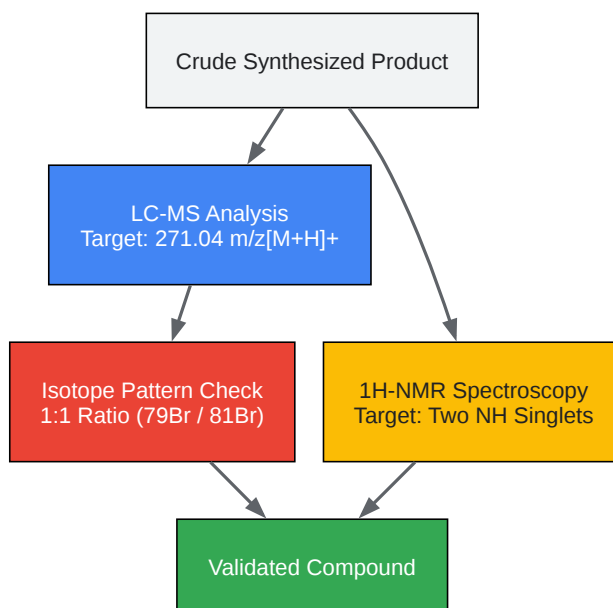 Crude Synthesized Product
LC-MS Analysis
Target: 271.04 m/z[M+H]+
Isotope Pattern Check
1:1 Ratio (79Br / 81Br)
1H-NMR Spectroscopy
Target: Two NH Singlets
Validated Compound